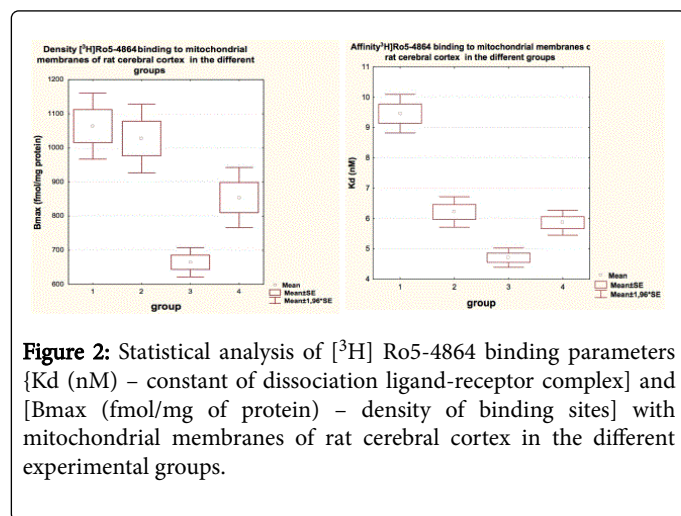 Density [³H]Ro5-4864 binding to mitochondrial
membranes of rat cerebral cortex in the different
groups
1200
1100
1000
900
800
700
600
Bmax (fmol/mg protein)
1 2 3 4
group
Mean
Mean±SE
Mean±1,96*SE
Affinity³H]Ro5-4864 binding to mitochondrial membranes o
rat cerebral cortex in the different groups
11
10
9
8
7
6
5
4
Kd (nM)
1 2 3 4
group
Mean
Mean±SE
Mean±1,96*SE
Figure 2: Statistical analysis of [³H] Ro5-4864 binding parameters
{Kd (nM) – constant of dissociation ligand-receptor complex] and
[Bmax (fmol/mg of protein) – density of binding sites] with
mitochondrial membranes of rat cerebral cortex in the different
experimental groups.